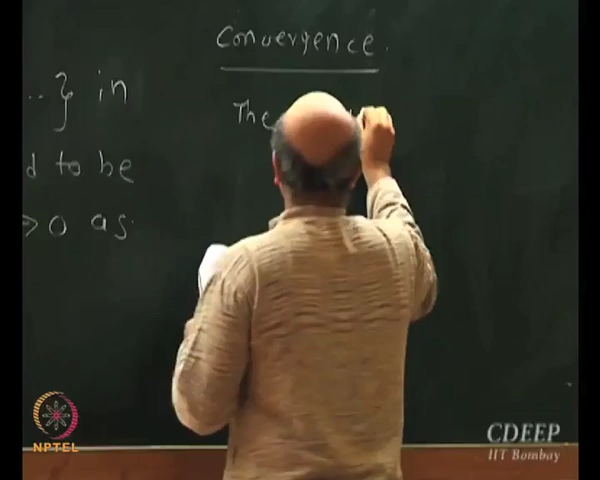 Convergence.
..} in
The
d to be
> 0 as
NPTEL
CDEEP
IIT Bombay